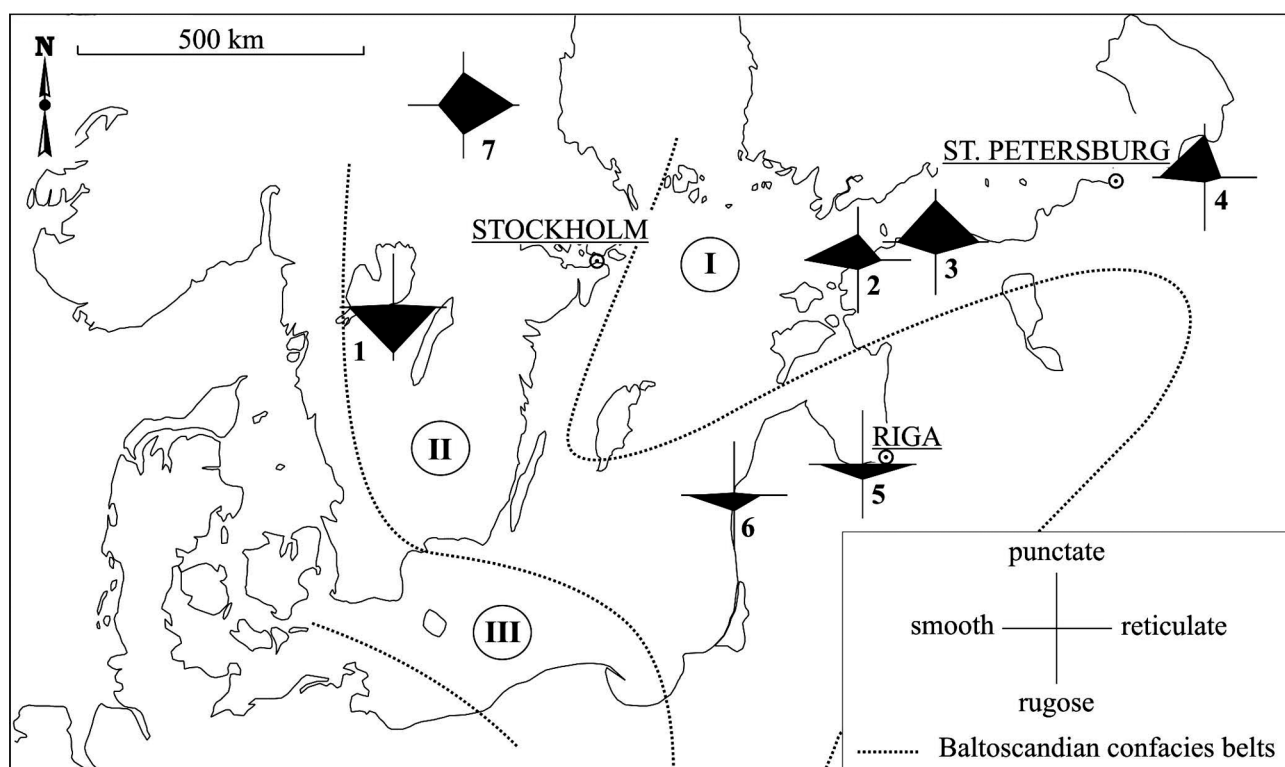 500 km
N
7
ST. PETERSBURG
4
STOCKHOLM
I
2
3
1
II
RIGA
5
6
III
punctate
smooth
reticulate
rugose
Baltoscandian confacies belts